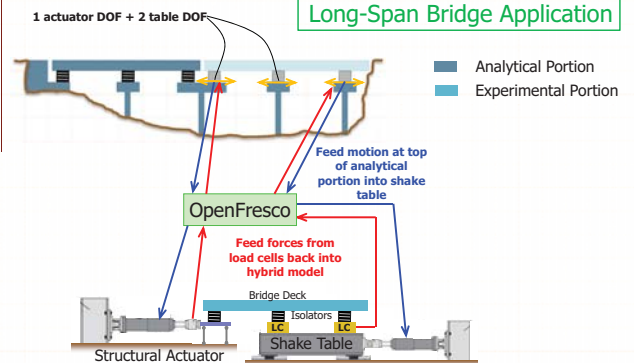 Long-Span Bridge Application
1 actuator DOF + 2 table DOF
Analytical Portion
Experimental Portion
Feed motion at top
of analytical
portion into shake
table
OpenFresco
Feed forces from
load cells back into
hybrid model
Bridge Deck
Isolators
LC
LC
Shake Table
Structural Actuator